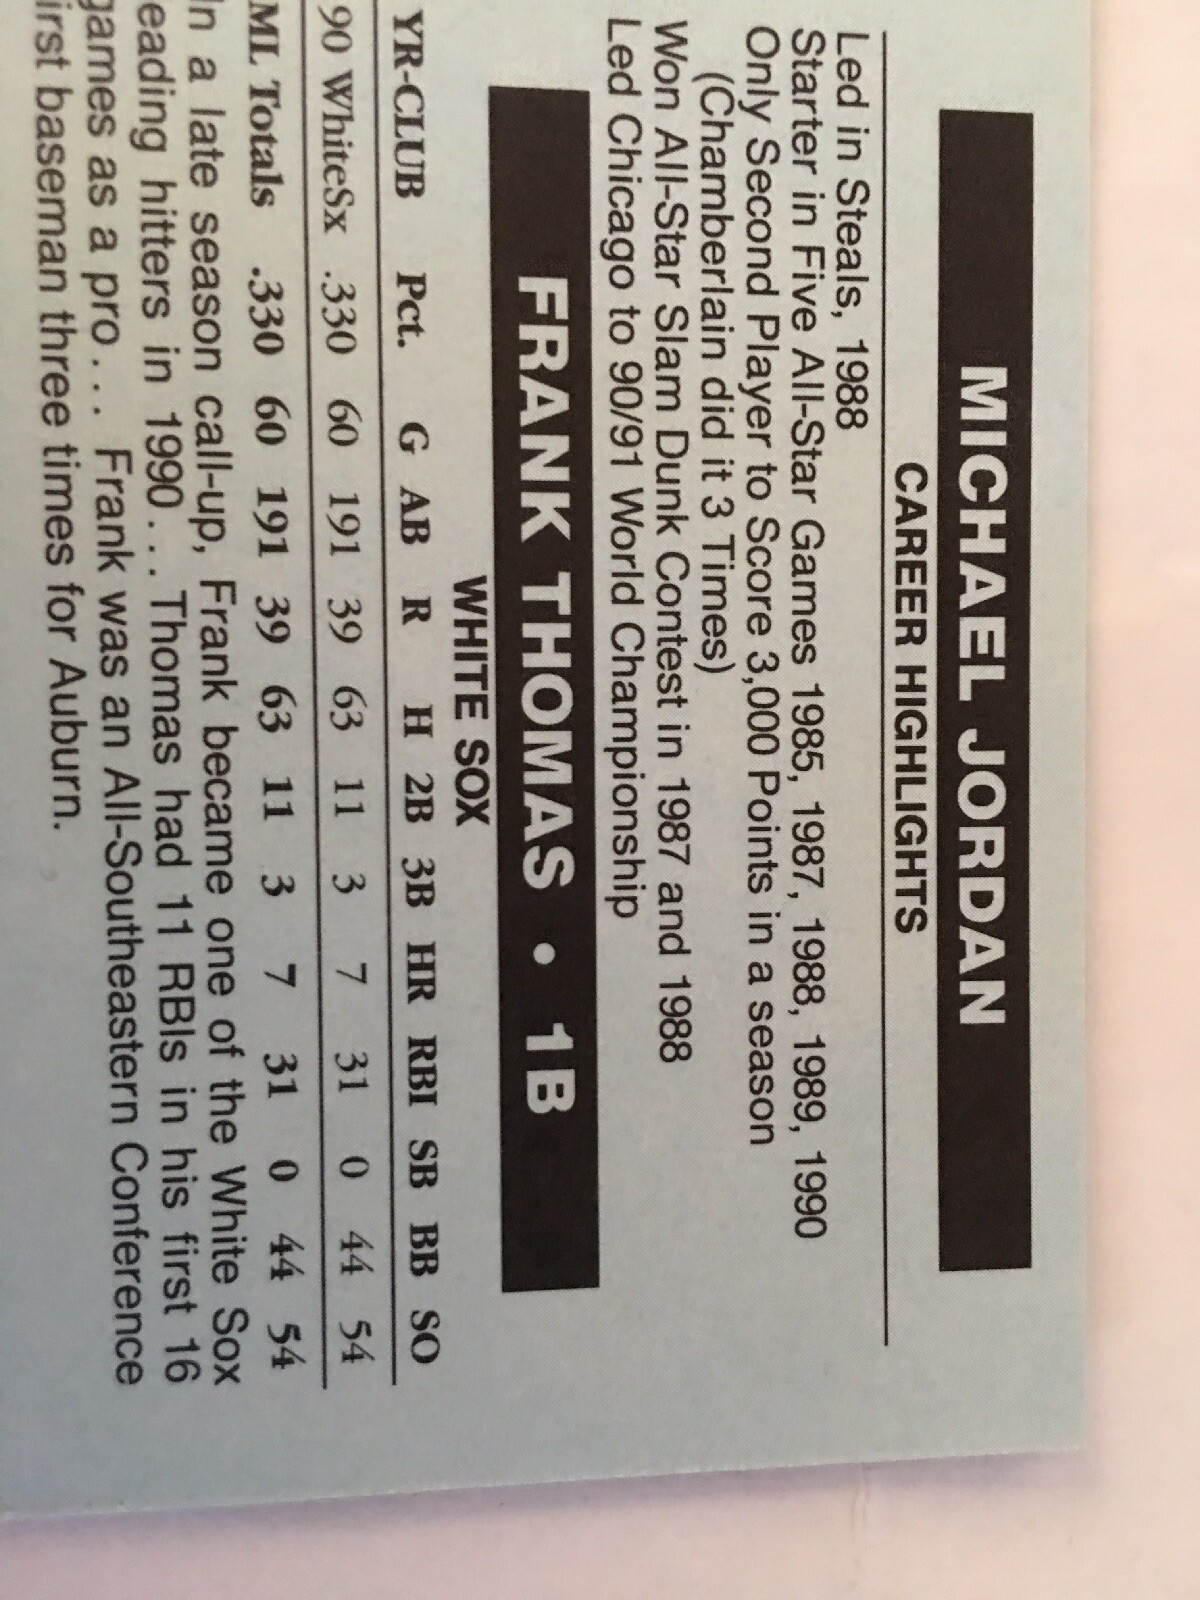 MICHAEL JORDAN
CAREER HIGHLIGHTS
Led in Steals, 1988
Starter in Five All-Star Games 1985, 1987, 1988, 1989, 1990
Only Second Player to Score 3,000 Points in a season
(Chamberlain did it 3 Times)
Won All-Star Slam Dunk Contest in 1987 and 1988
Led Chicago to 90/91 World Championship
FRANK THOMAS • 1B
WHITE SOX
YR-CLUB Pct. G AB R H 2B 3B HR RBI SB BB SO
90 WhiteSx .330 60 191 39 63 11 3 7 31 0 44 54
ML Totals .330 60 191 39 63 11 3 7 31 0 44 54
In a late season call-up, Frank became one of the White Sox
leading hitters in 1990. . . Thomas had 11 RBIs in his first 16
games as a pro. . . Frank was an All-Southeastern Conference
first baseman three times for Auburn.